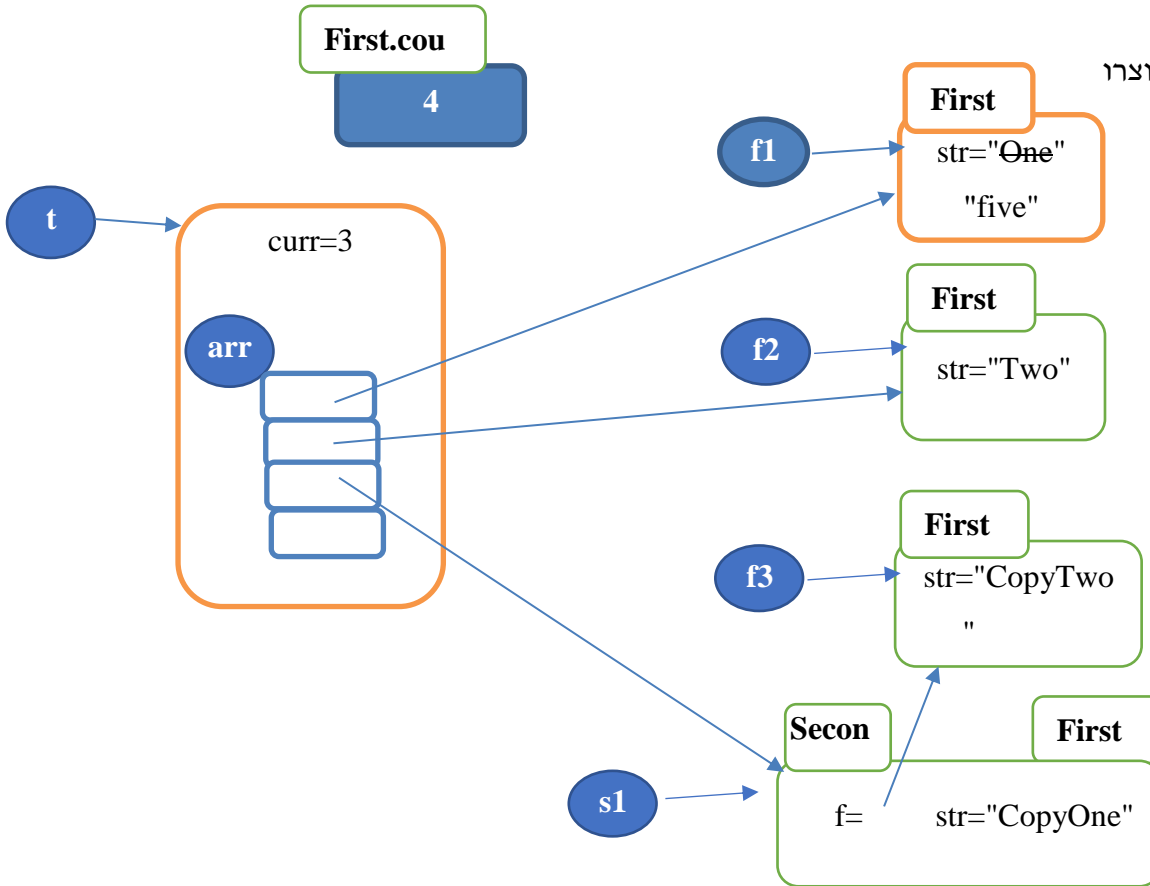 First.cou
4
וצרו
First
f1
str="One"
"five"
t
curr=3
First
arr
f2
str="Two"
First
f3
str="CopyTwo
"
Secon
First
s1
f=
str="CopyOne"